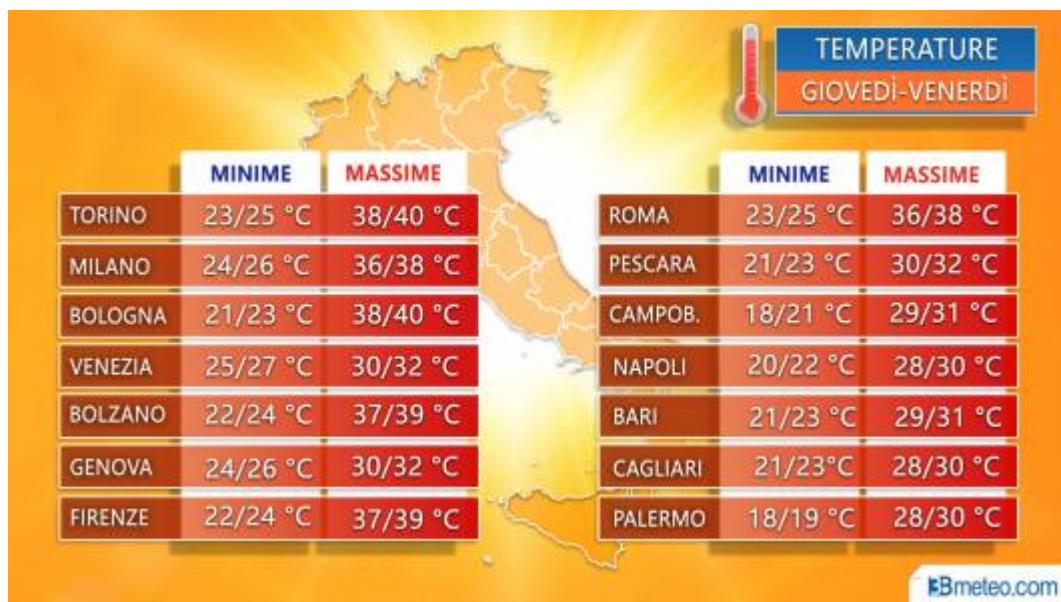 TEMPERATURE
GIOVEDÌ-VENERDÌ
MINIME MASSIME
TORINO 23/25 °C 38/40 °C
MILANO 24/26 °C 36/38 °C
BOLOGNA 21/23 °C 38/40 °C
VENEZIA 25/27 °C 30/32 °C
BOLZANO 22/24 °C 37/39 °C
GENOVA 24/26 °C 30/32 °C
FIRENZE 22/24 °C 37/39 °C
MINIME MASSIME
ROMA 23/25 °C 36/38 °C
PESCARA 21/23 °C 30/32 °C
CAMPOB. 18/21 °C 29/31 °C
NAPOLI 20/22 °C 28/30 °C
BARI 21/23 °C 29/31 °C
CAGLIARI 21/23°C 28/30 °C
PALERMO 18/19 °C 28/30 °C
3Bmeteo.com